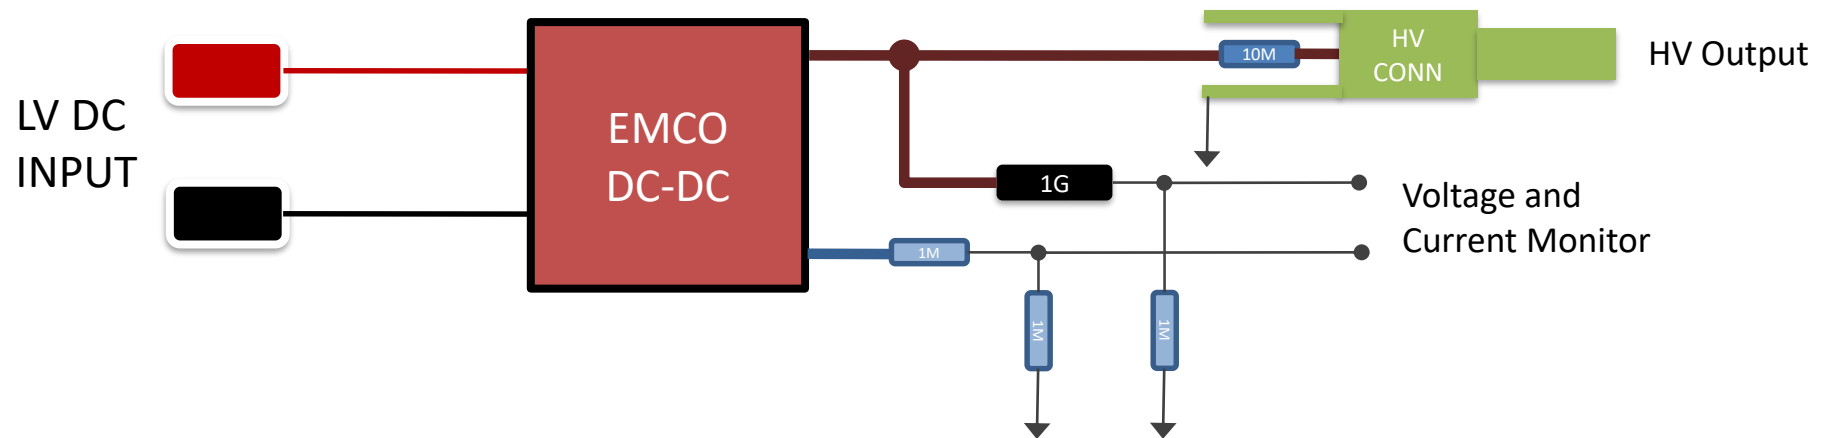 LV DC
INPUT
EMCO
DC-DC
10M
HV
CONN
HV Output
1G
Voltage and
Current Monitor
1M
1M
1M